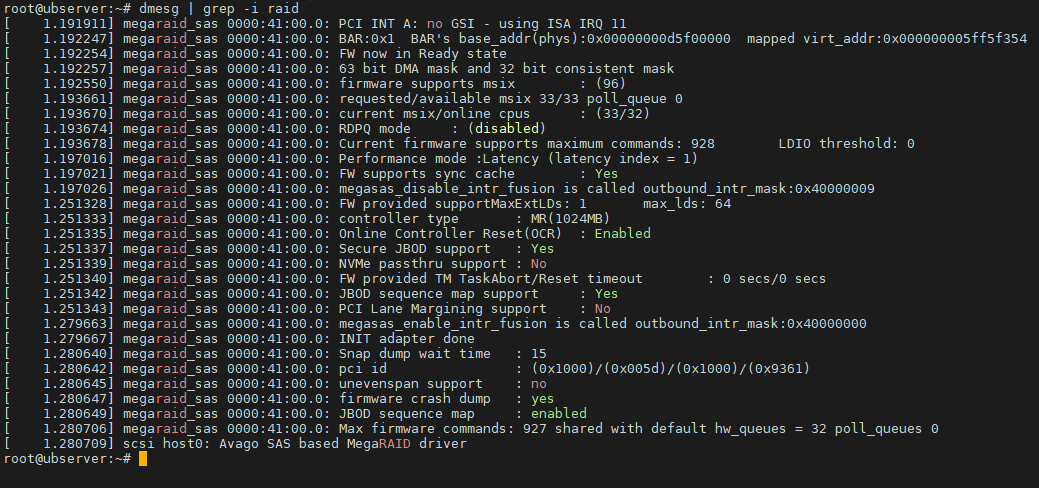 root@ubserver:~# dmesg | grep -i raid
[    1.191911] megaraid_sas 0000:41:00.0: PCI INT A: no GSI - using ISA IRQ 11
[    1.192247] megaraid_sas 0000:41:00.0: BAR:0x1  BAR's base_addr(phys):0x00000000d5f00000  mapped virt_addr:0x000000005ff5f354
[    1.192254] megaraid_sas 0000:41:00.0: FW now in Ready state
[    1.192257] megaraid_sas 0000:41:00.0: 63 bit DMA mask and 32 bit consistent mask
[    1.192550] megaraid_sas 0000:41:00.0: firmware supports msix        : (96)
[    1.193661] megaraid_sas 0000:41:00.0: requested/available msix 33/33 poll_queue 0
[    1.193670] megaraid_sas 0000:41:00.0: current msix/online cpus      : (33/32)
[    1.193674] megaraid_sas 0000:41:00.0: RDPQ mode     : (disabled)
[    1.193678] megaraid_sas 0000:41:00.0: Current firmware supports maximum commands: 928        LDIO threshold: 0
[    1.197016] megaraid_sas 0000:41:00.0: Performance mode :Latency (latency index = 1)
[    1.197021] megaraid_sas 0000:41:00.0: FW supports sync cache        : Yes
[    1.197026] megaraid_sas 0000:41:00.0: megasas_disable_intr_fusion is called outbound_intr_mask:0x40000009
[    1.251328] megaraid_sas 0000:41:00.0: FW provided supportMaxExtLDs: 1       max_lds: 64
[    1.251333] megaraid_sas 0000:41:00.0: controller type       : MR(1024MB)
[    1.251335] megaraid_sas 0000:41:00.0: Online Controller Reset(OCR)  : Enabled
[    1.251337] megaraid_sas 0000:41:00.0: Secure JBOD support   : Yes
[    1.251339] megaraid_sas 0000:41:00.0: NVMe passthru support : No
[    1.251340] megaraid_sas 0000:41:00.0: FW provided TM TaskAbort/Reset timeout        : 0 secs/0 secs
[    1.251342] megaraid_sas 0000:41:00.0: JBOD sequence map support     : Yes
[    1.251343] megaraid_sas 0000:41:00.0: PCI Lane Margining support    : No
[    1.279663] megaraid_sas 0000:41:00.0: megasas_enable_intr_fusion is called outbound_intr_mask:0x40000000
[    1.279667] megaraid_sas 0000:41:00.0: INIT adapter done
[    1.280640] megaraid_sas 0000:41:00.0: Snap dump wait time   : 15
[    1.280642] megaraid_sas 0000:41:00.0: pci id                : (0x1000)/(0x005d)/(0x1000)/(0x9361)
[    1.280645] megaraid_sas 0000:41:00.0: unevenspan support    : no
[    1.280647] megaraid_sas 0000:41:00.0: firmware crash dump   : yes
[    1.280649] megaraid_sas 0000:41:00.0: JBOD sequence map     : enabled
[    1.280706] megaraid_sas 0000:41:00.0: Max firmware commands: 927 shared with default hw_queues = 32 poll_queues 0
[    1.280709] scsi host0: Avago SAS based MegaRAID driver
root@ubserver:~#